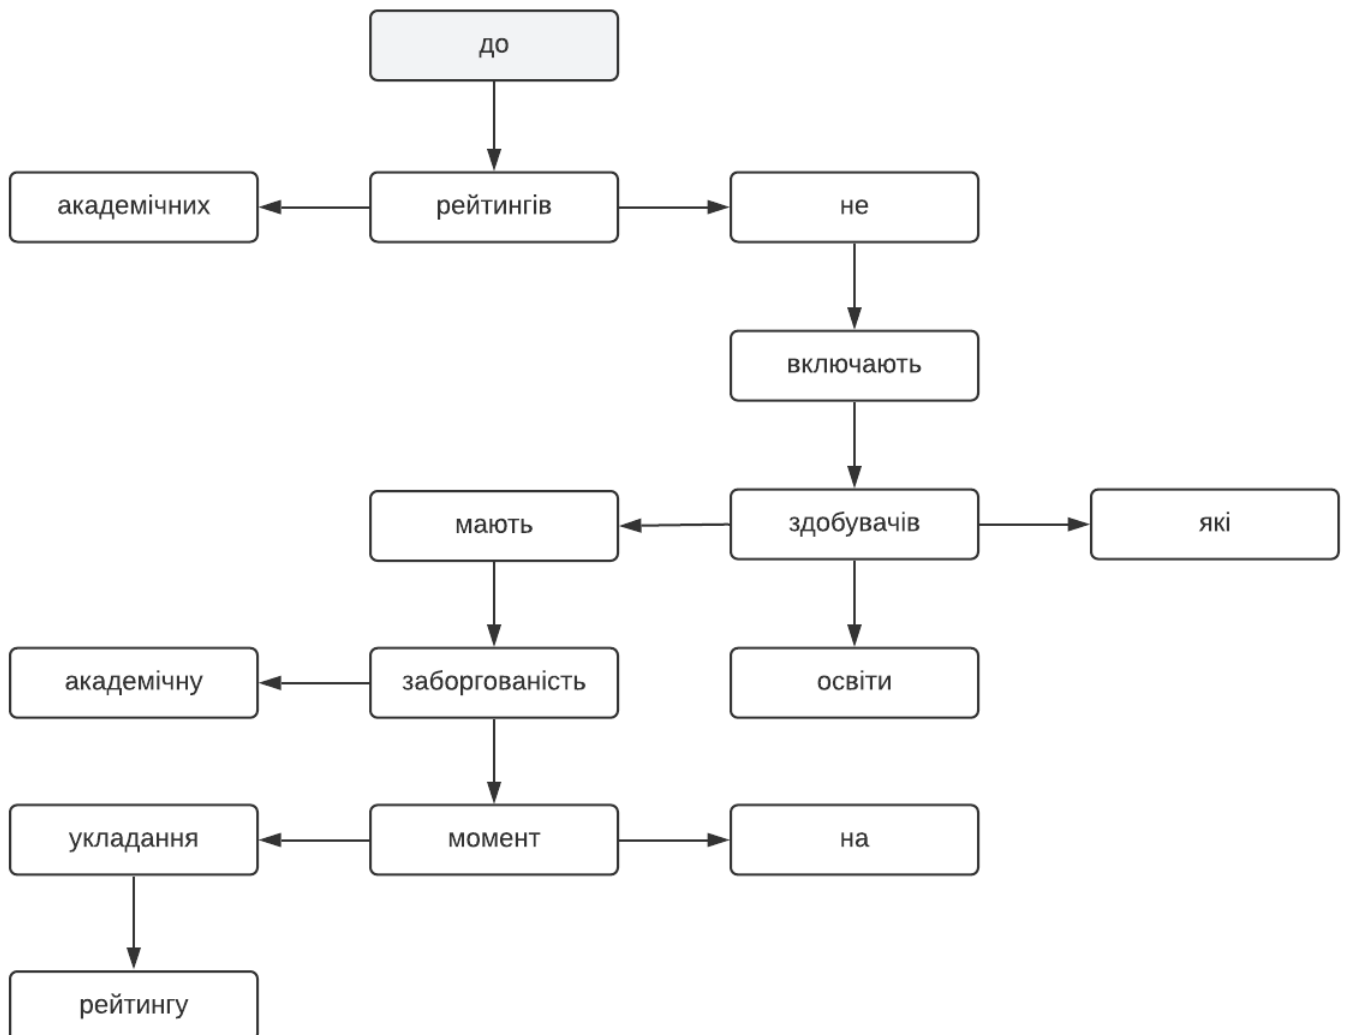 до
академічних
рейтингів
не
включають
мають
здобувачів
які
академічну
заборгованість
освіти
укладання
момент
на
рейтингу